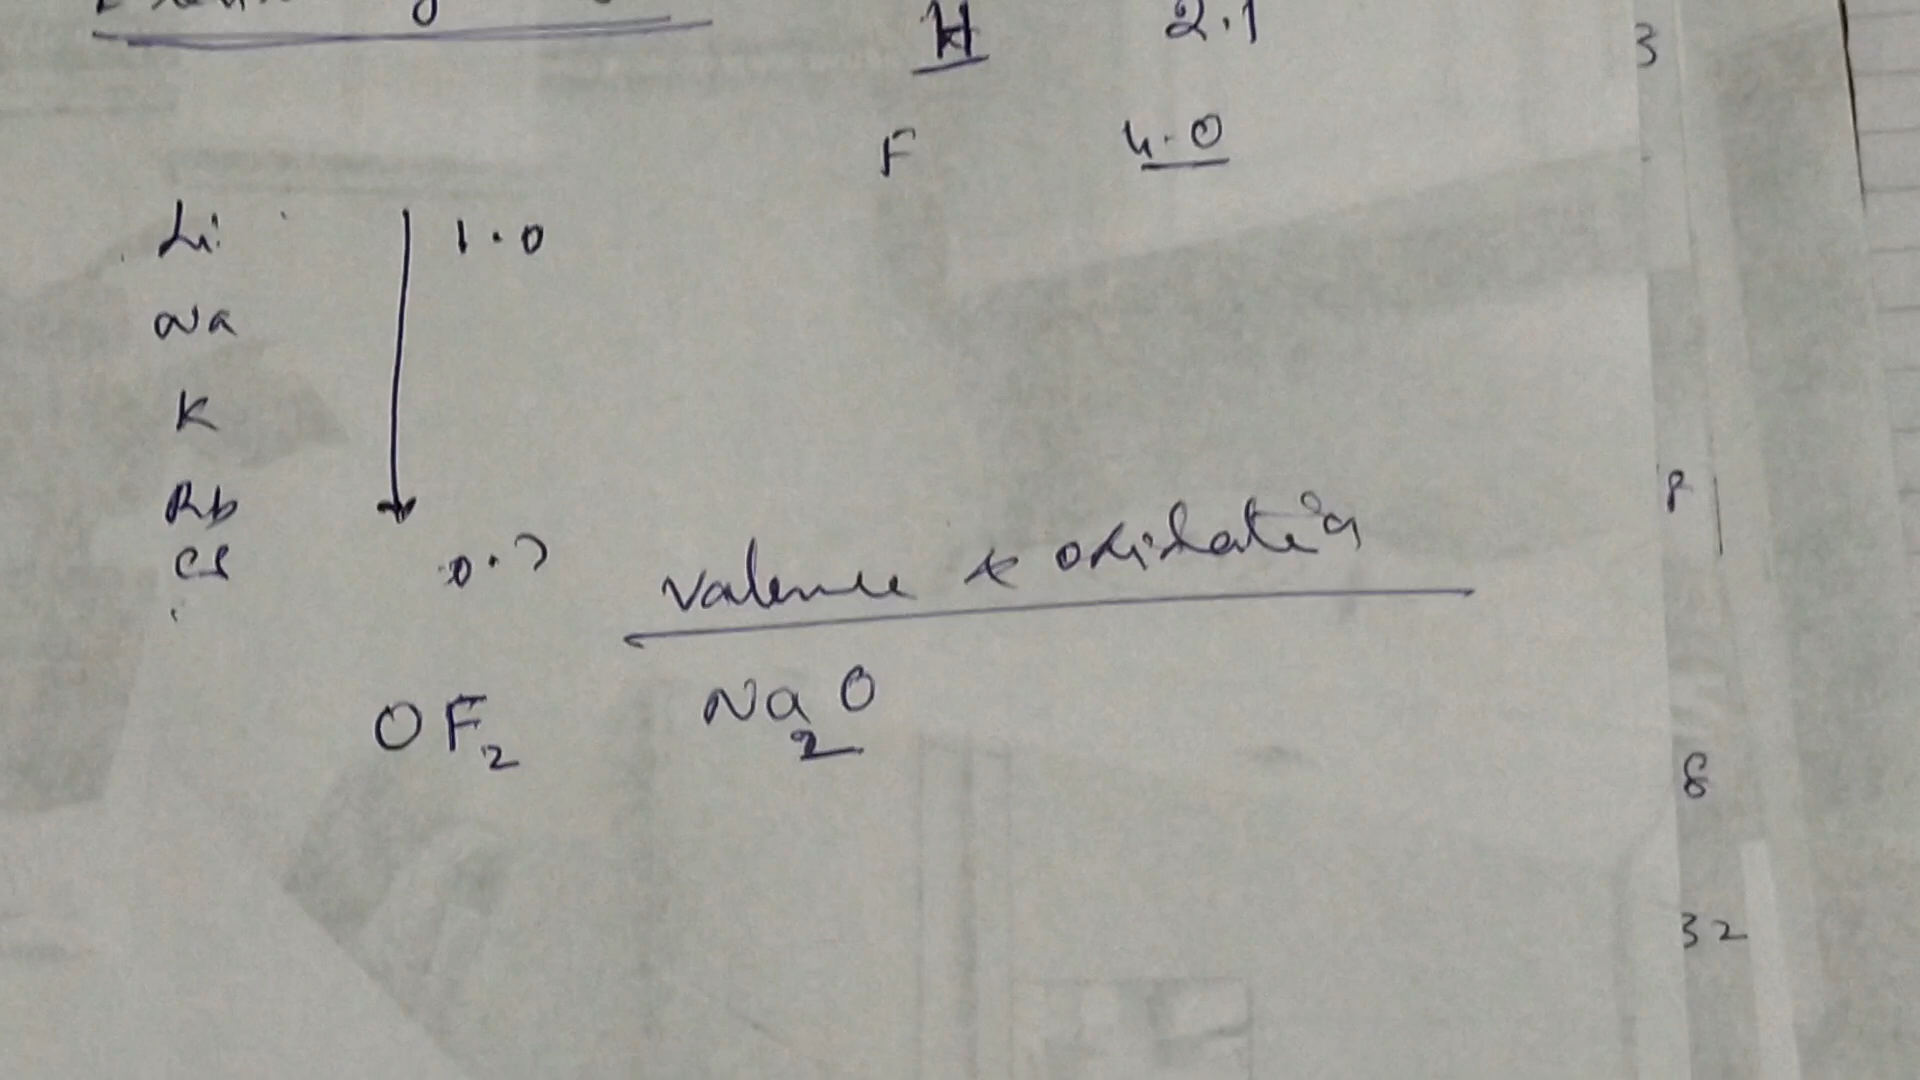 H 2.1
3
F 4.0
Li 1.0
Na
K
Rb
Cs 0.7
valence & oxidation
OF2 Na2O
8
32